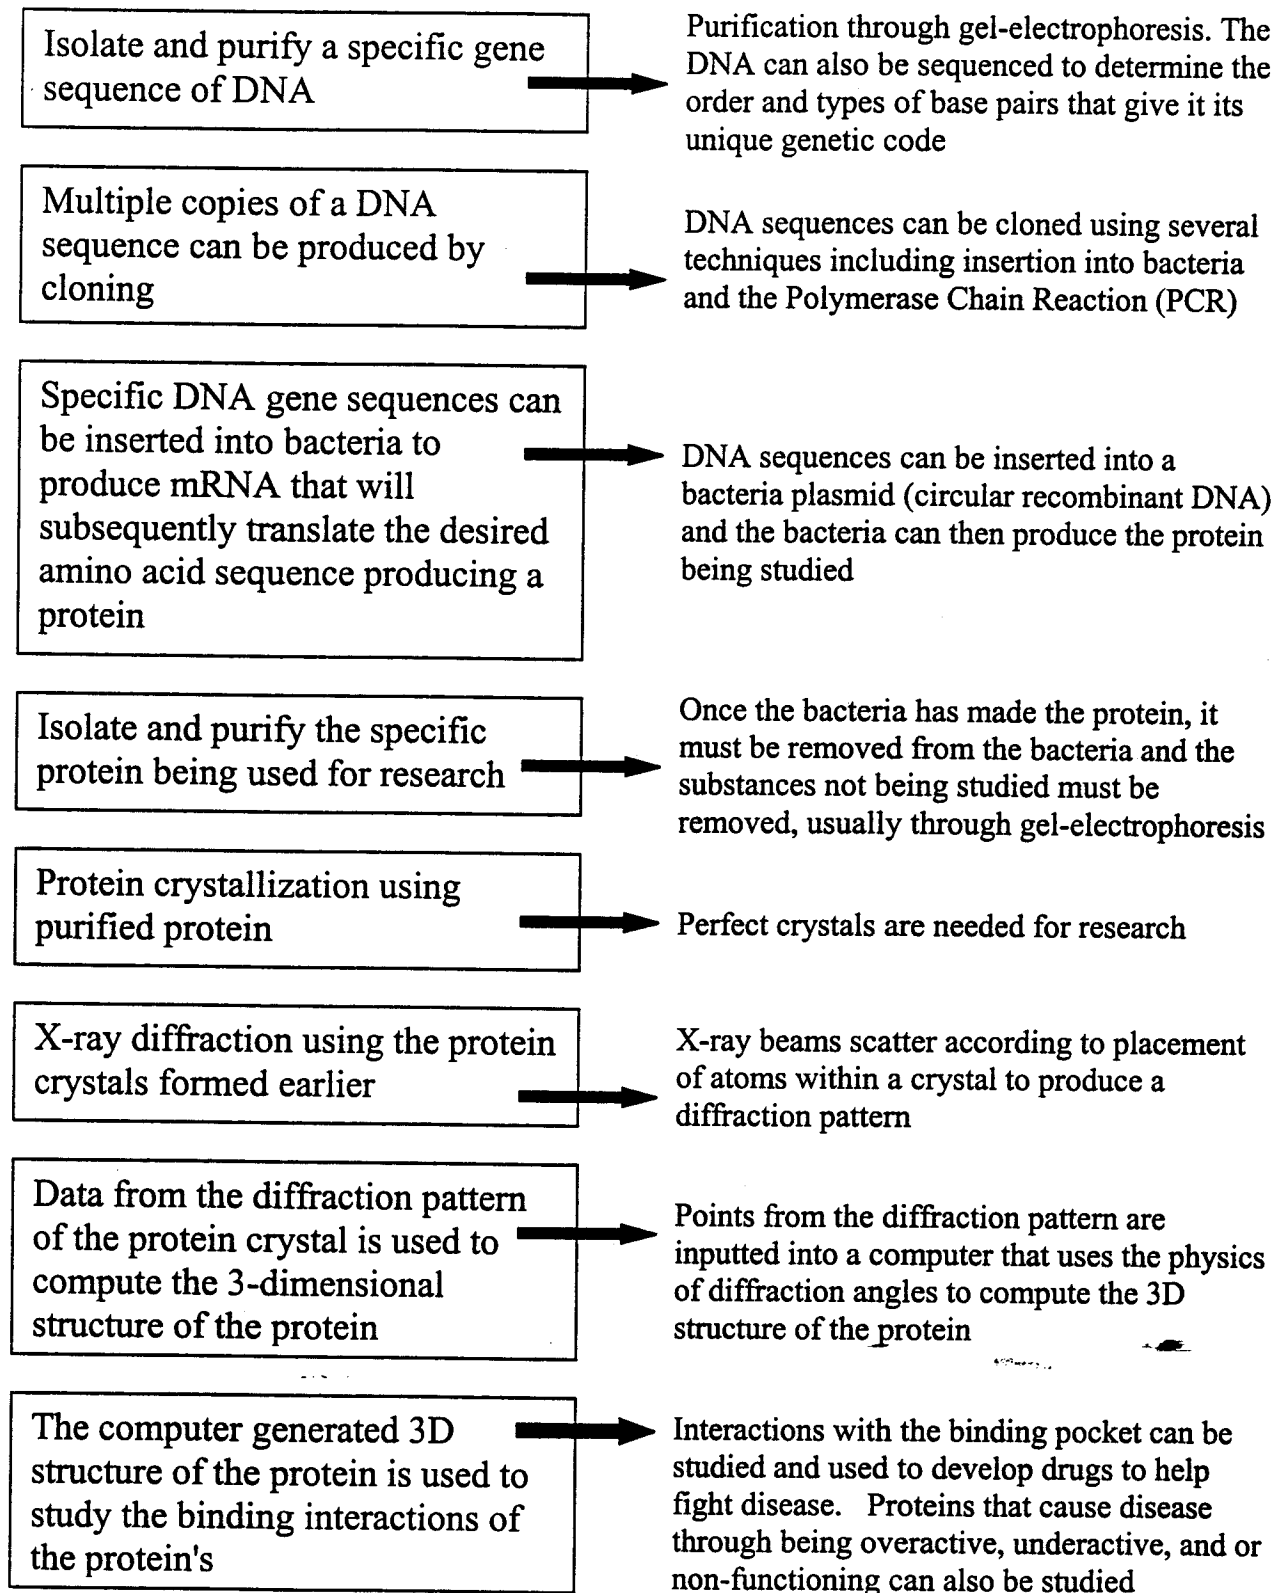 Isolate and purify a specific gene
sequence of DNA
Purification through gel-electrophoresis. The
DNA can also be sequenced to determine the
order and types of base pairs that give it its
unique genetic code
Multiple copies of a DNA
sequence can be produced by
cloning
DNA sequences can be cloned using several
techniques including insertion into bacteria
and the Polymerase Chain Reaction (PCR)
Specific DNA gene sequences can
be inserted into bacteria to
produce mRNA that will
subsequently translate the desired
amino acid sequence producing a
protein
DNA sequences can be inserted into a
bacteria plasmid (circular recombinant DNA)
and the bacteria can then produce the protein
being studied
Isolate and purify the specific
protein being used for research
Once the bacteria has made the protein, it
must be removed from the bacteria and the
substances not being studied must be
removed, usually through gel-electrophoresis
Protein crystallization using
purified protein
Perfect crystals are needed for research
X-ray diffraction using the protein
crystals formed earlier
X-ray beams scatter according to placement
of atoms within a crystal to produce a
diffraction pattern
Data from the diffraction pattern
of the protein crystal is used to
compute the 3-dimensional
structure of the protein
Points from the diffraction pattern are
inputted into a computer that uses the physics
of diffraction angles to compute the 3D
structure of the protein
The computer generated 3D
structure of the protein is used to
study the binding interactions of
the protein's
Interactions with the binding pocket can be
studied and used to develop drugs to help
fight disease.   Proteins that cause disease
through being overactive, underactive, and or
non-functioning can also be studied